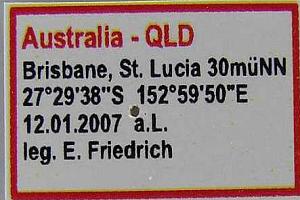 Australia - QLD
Brisbane, St. Lucia 30müNN
27°29'38"S 152°59'50"E
12.01.2007 a.L.
leg. E. Friedrich